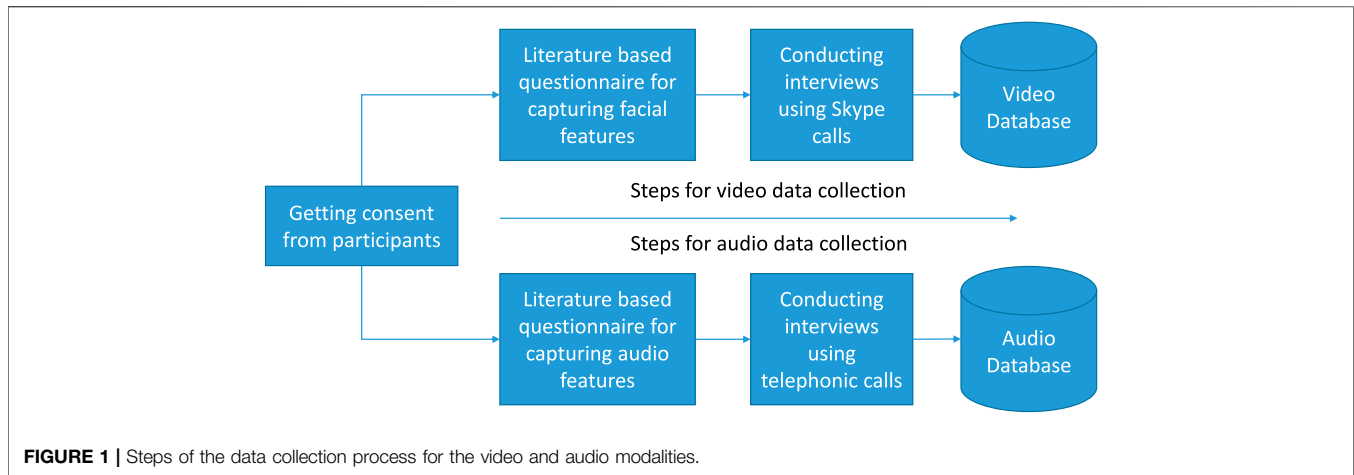 Literature based
questionnaire for
capturing facial
features
Conducting
interviews
using Skype
calls
Video
Database
Steps for video data collection
Getting consent
from participants
Steps for audio data collection
Literature based
questionnaire for
capturing audio
features
Conducting
interviews
using
telephonic calls
Audio
Database
FIGURE 1 | Steps of the data collection process for the video and audio modalities.